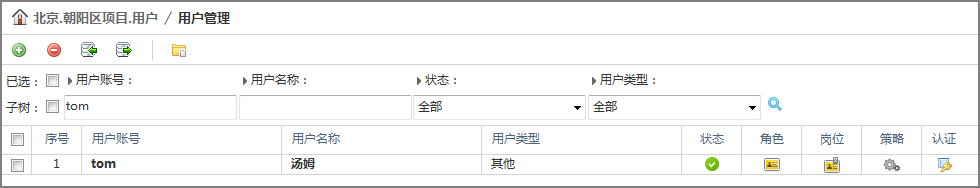 北京.朝阳区项目.用户 / 用户管理
已选： 用户账号： 用户名称： 状态： 用户类型：
子树： tom 全部 全部
序号 用户账号 用户名称 用户类型 状态 角色 岗位 策略 认证
1 tom 汤姆 其他